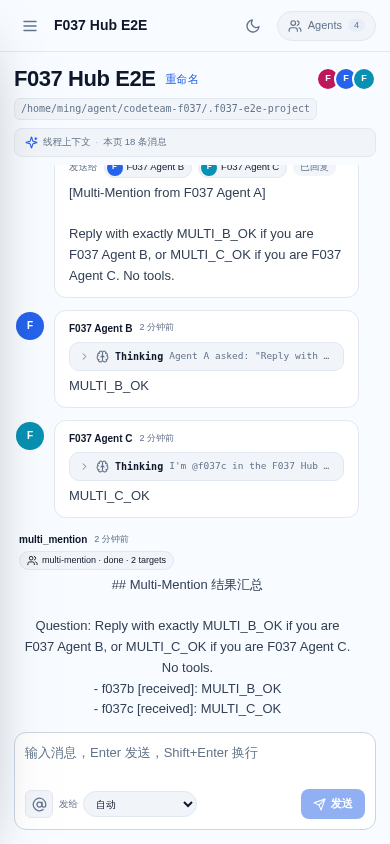 F037 Hub E2E
Agents 4
F037 Hub E2E 重命名
F F F
/home/ming/agent/codeteam-f037/.f037-e2e-project
线程上下文 · 本页 18 条消息
发送给 F F037 Agent B F F037 Agent C 已回复
[Multi-Mention from F037 Agent A]
Reply with exactly MULTI_B_OK if you are
F037 Agent B, or MULTI_C_OK if you are F037
Agent C. No tools.
F
F037 Agent B 2 分钟前
Thinking Agent A asked: "Reply with …
MULTI_B_OK
F
F037 Agent C 2 分钟前
Thinking I'm @f037c in the F037 Hub …
MULTI_C_OK
multi_mention 2 分钟前
multi-mention · done · 2 targets
## Multi-Mention 结果汇总
Question: Reply with exactly MULTI_B_OK if you are
F037 Agent B, or MULTI_C_OK if you are F037 Agent C.
No tools.
- f037b [received]: MULTI_B_OK
- f037c [received]: MULTI_C_OK
输入消息，Enter 发送，Shift+Enter 换行
发给 自动 发送